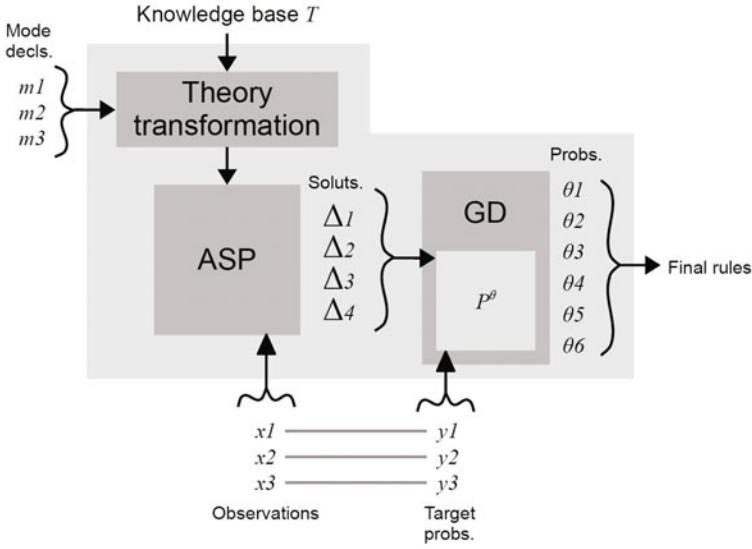 Knowledge base T
Mode
decls.
m1
m2
m3
Theory
transformation
Probs.
Soluts.
ASP
Δ1
Δ2
Δ3
Δ4
GD
P^θ
θ1
θ2
θ3
θ4
θ5
θ6
Final rules
x1 y1
x2 y2
x3 y3
Observations
Target
probs.